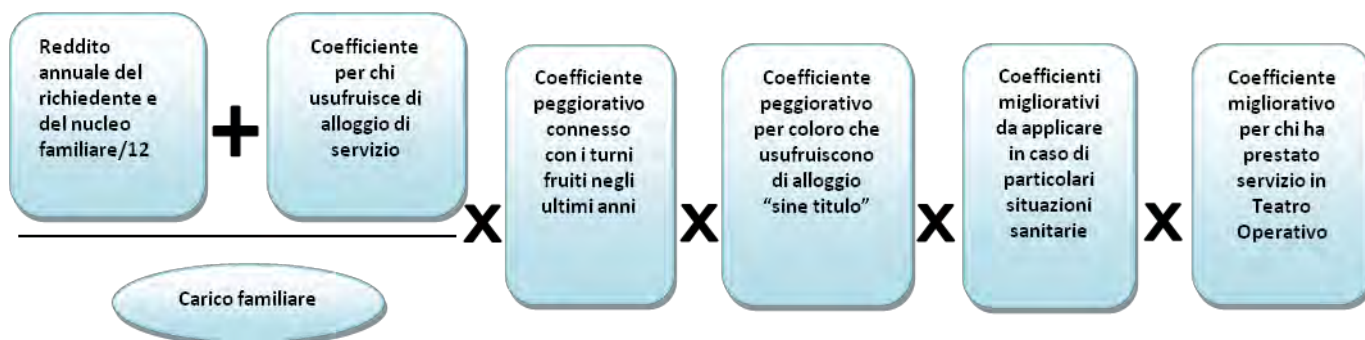 Reddito
annuale del
richiedente e
del nucleo
familiare/12
+
Coefficiente
per chi
usufruisce di
alloggio di
servizio
Carico familiare
X
Coefficiente
peggiorativo
connesso
con i turni
fruiti negli
ultimi anni
X
Coefficiente
peggiorativo
per coloro che
usufruiscono
di alloggio
"sine titulo"
X
Coefficienti
migliorativi
da applicare
in caso di
particolari
situazioni
sanitarie
X
Coefficiente
migliorativo
per chi ha
prestato
servizio in
Teatro
Operativo